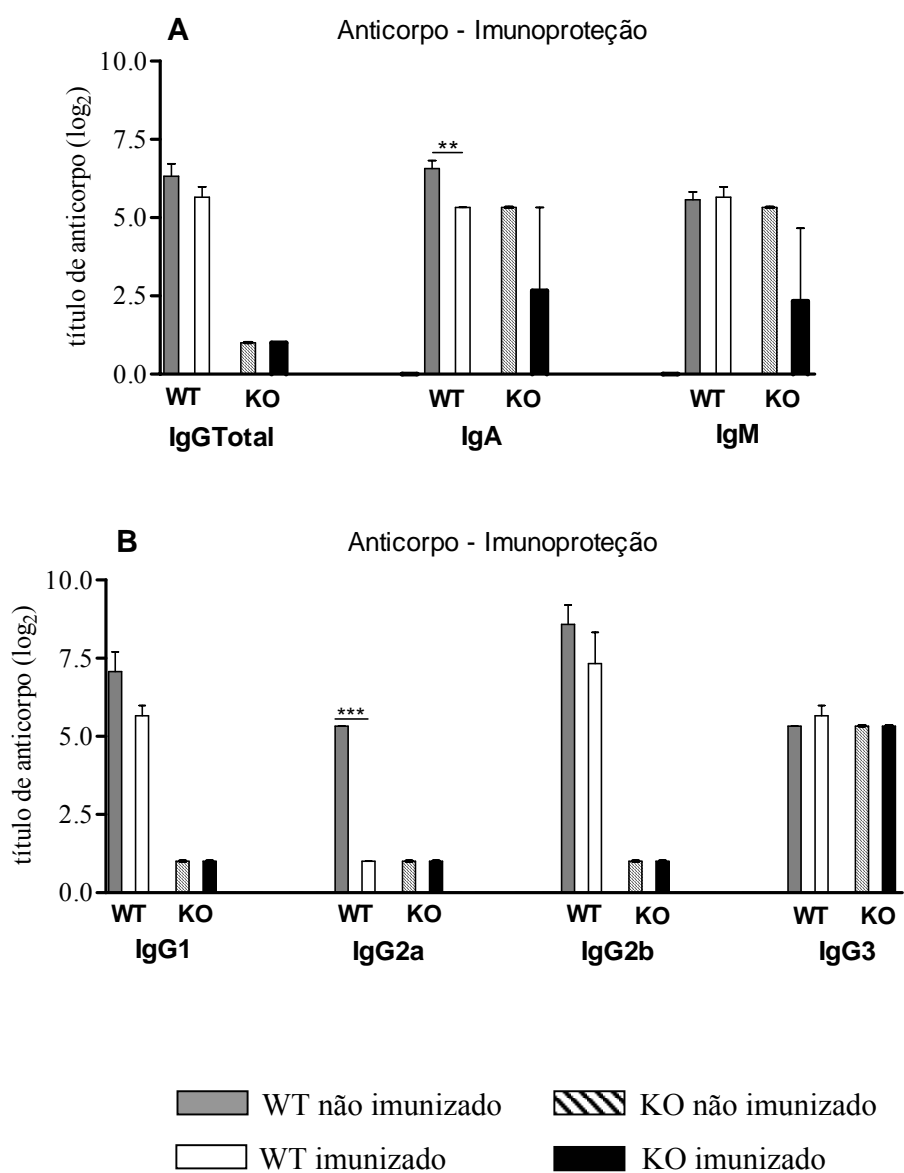 A
Anticorpo - Imunoproteção
título de anticorpo (log2)
10.0
7.5
5.0
2.5
0.0
**
WT KO WT KO WT KO
IgGTotal IgA IgM
B
Anticorpo - Imunoproteção
título de anticorpo (log2)
10.0
7.5
5.0
2.5
0.0
***
WT KO WT KO WT KO WT KO
IgG1 IgG2a IgG2b IgG3
WT não imunizado KO não imunizado
WT imunizado KO imunizado